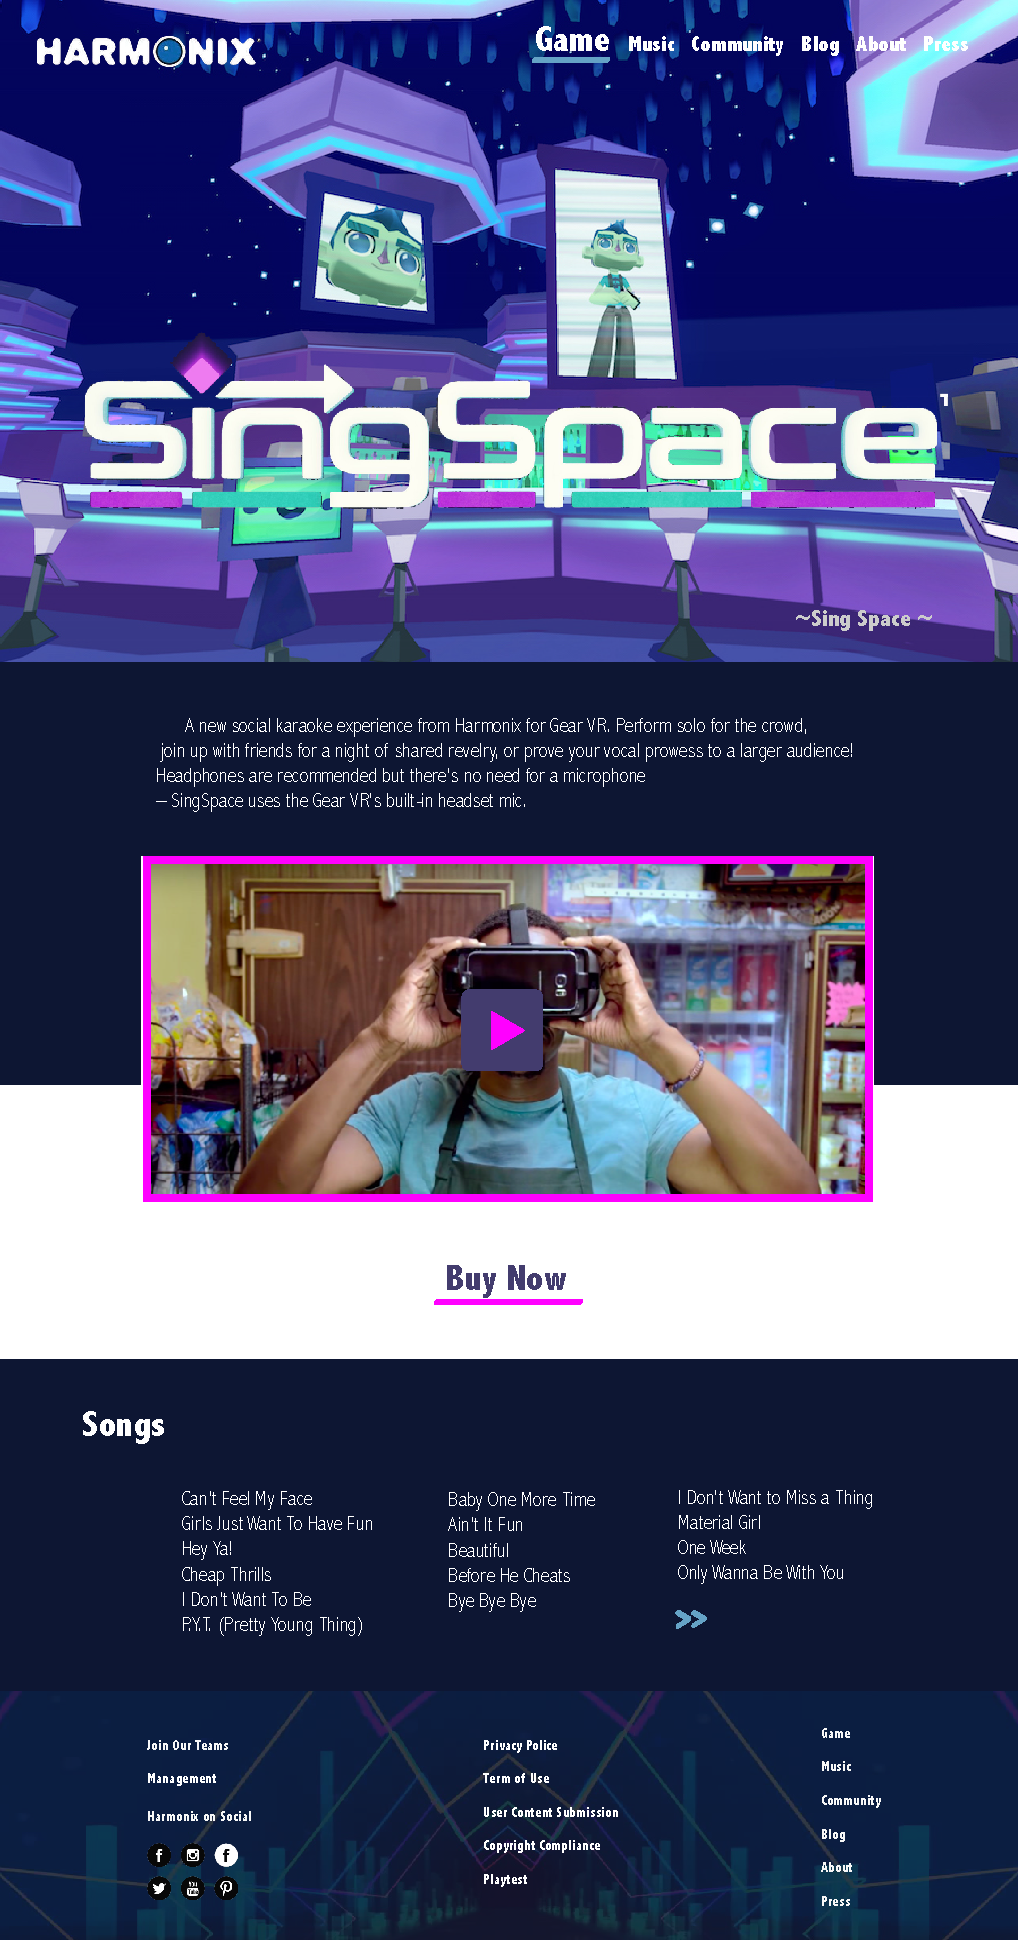 HARMONIX
Game Music Community Blog About Press
SingSpace
~Sing Space ~
A new social karaoke experience from Harmonix for Gear VR. Perform solo for the crowd,
join up with friends for a night of shared revelry, or prove your vocal prowess to a larger audience!
Headphones are recommended but there's no need for a microphone
– SingSpace uses the Gear VR's built-in headset mic.
Buy Now
Songs
Can't Feel My Face
Girls Just Want To Have Fun
Hey Ya!
Cheap Thrills
I Don't Want To Be
P.Y.T. (Pretty Young Thing)
Baby One More Time
Ain't It Fun
Beautiful
Before He Cheats
Bye Bye Bye
I Don't Want to Miss a Thing
Material Girl
One Week
Only Wanna Be With You
>>
Join Our Teams
Management
Harmonix on Social
Privacy Police
Term of Use
User Content Submission
Copyright Compliance
Playtest
Game
Music
Community
Blog
About
Press